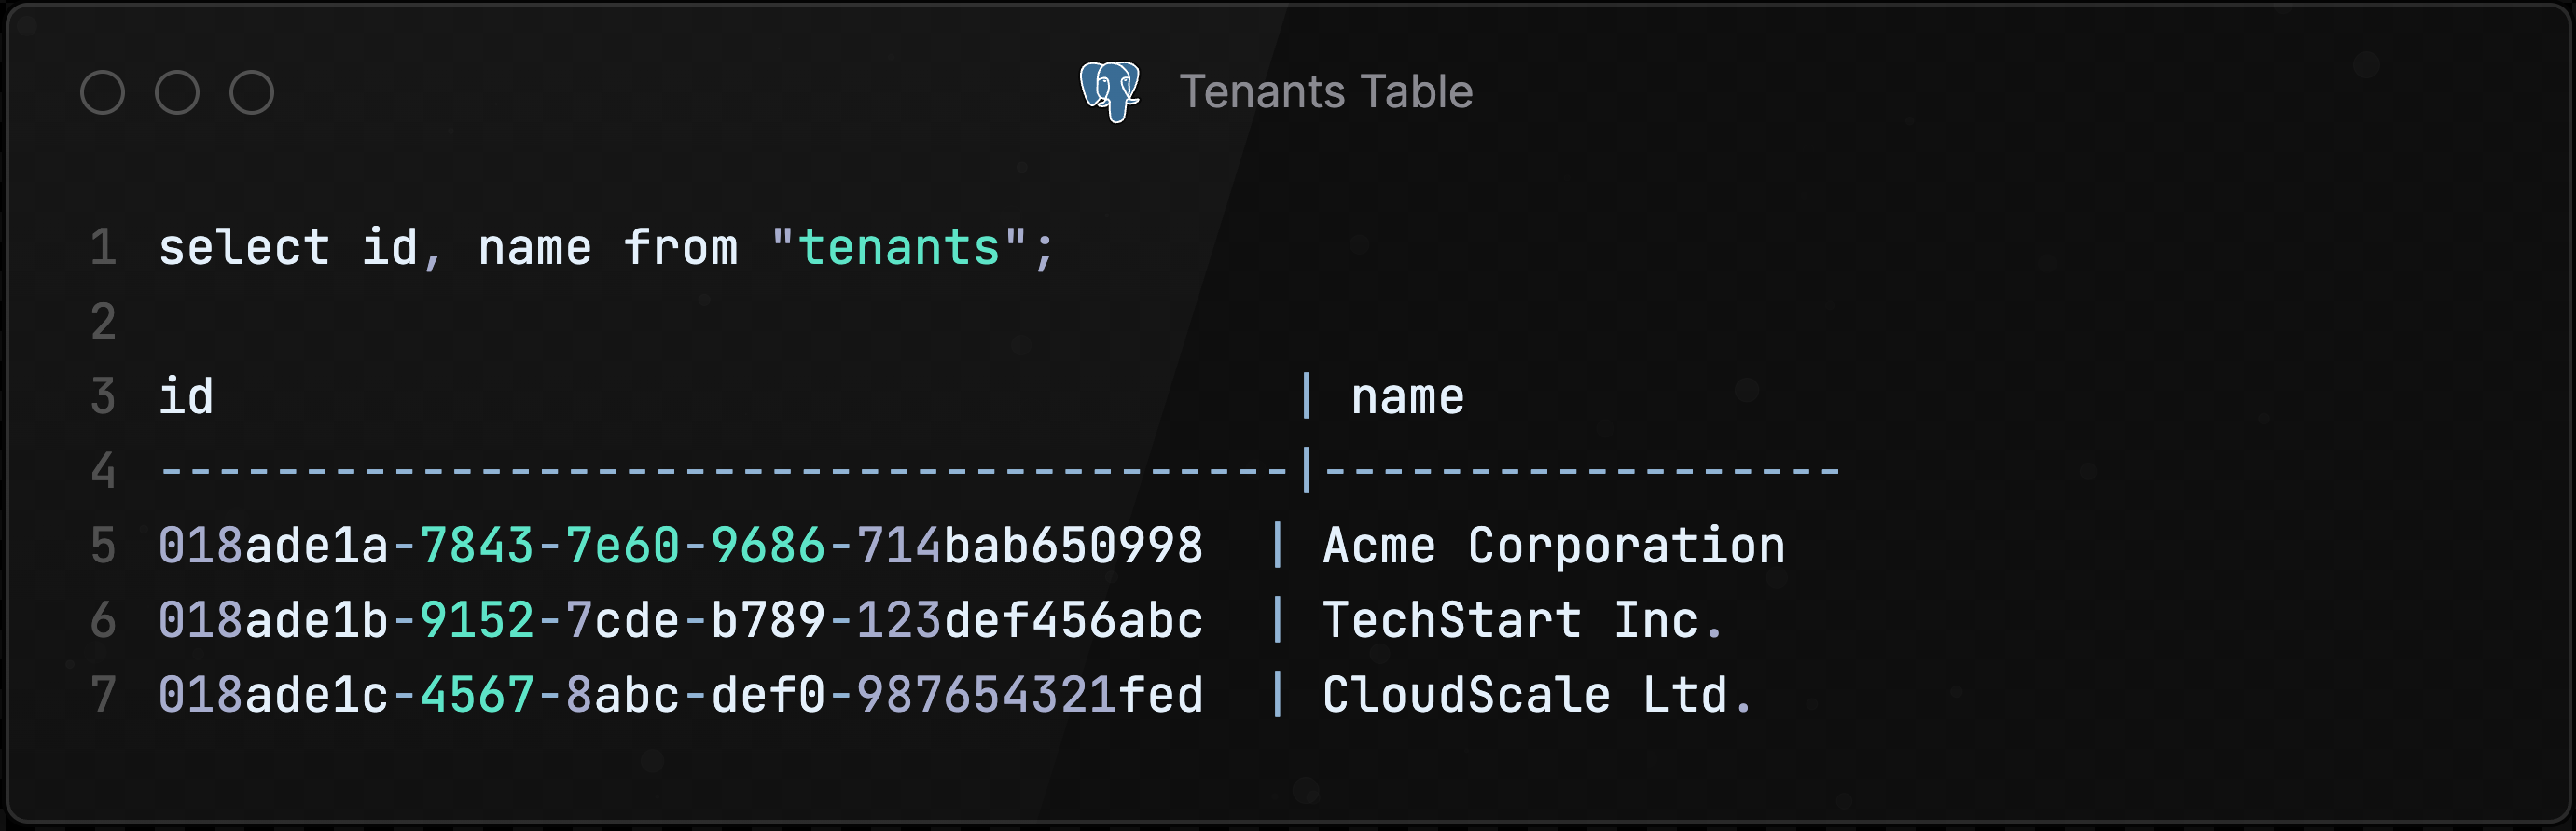 Tenants Table
1 select id, name from "tenants";
2
3 id                                      | name
4 ---------------------------------------|------------------
5 018ade1a-7843-7e60-9686-714bab650998  | Acme Corporation
6 018ade1b-9152-7cde-b789-123def456abc  | TechStart Inc.
7 018ade1c-4567-8abc-def0-987654321fed  | CloudScale Ltd.